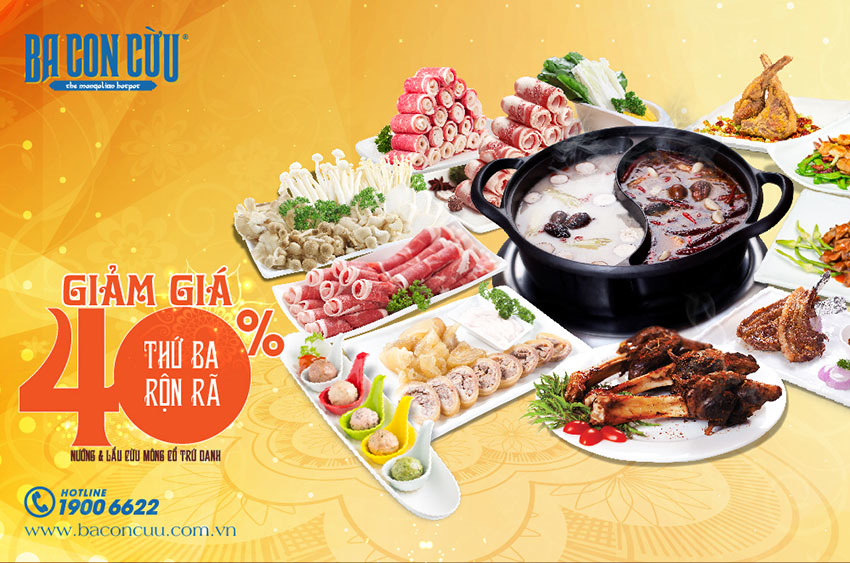 BA CON CỪU®
the mongolian hotpot
GIẢM GIÁ
40%
THỨ BA
RỘN RÃ
NƯỚNG & LẨU CỪU MÔNG CỔ TRỨ DANH
HOTLINE
1900 6622
www.baconcuu.com.vn